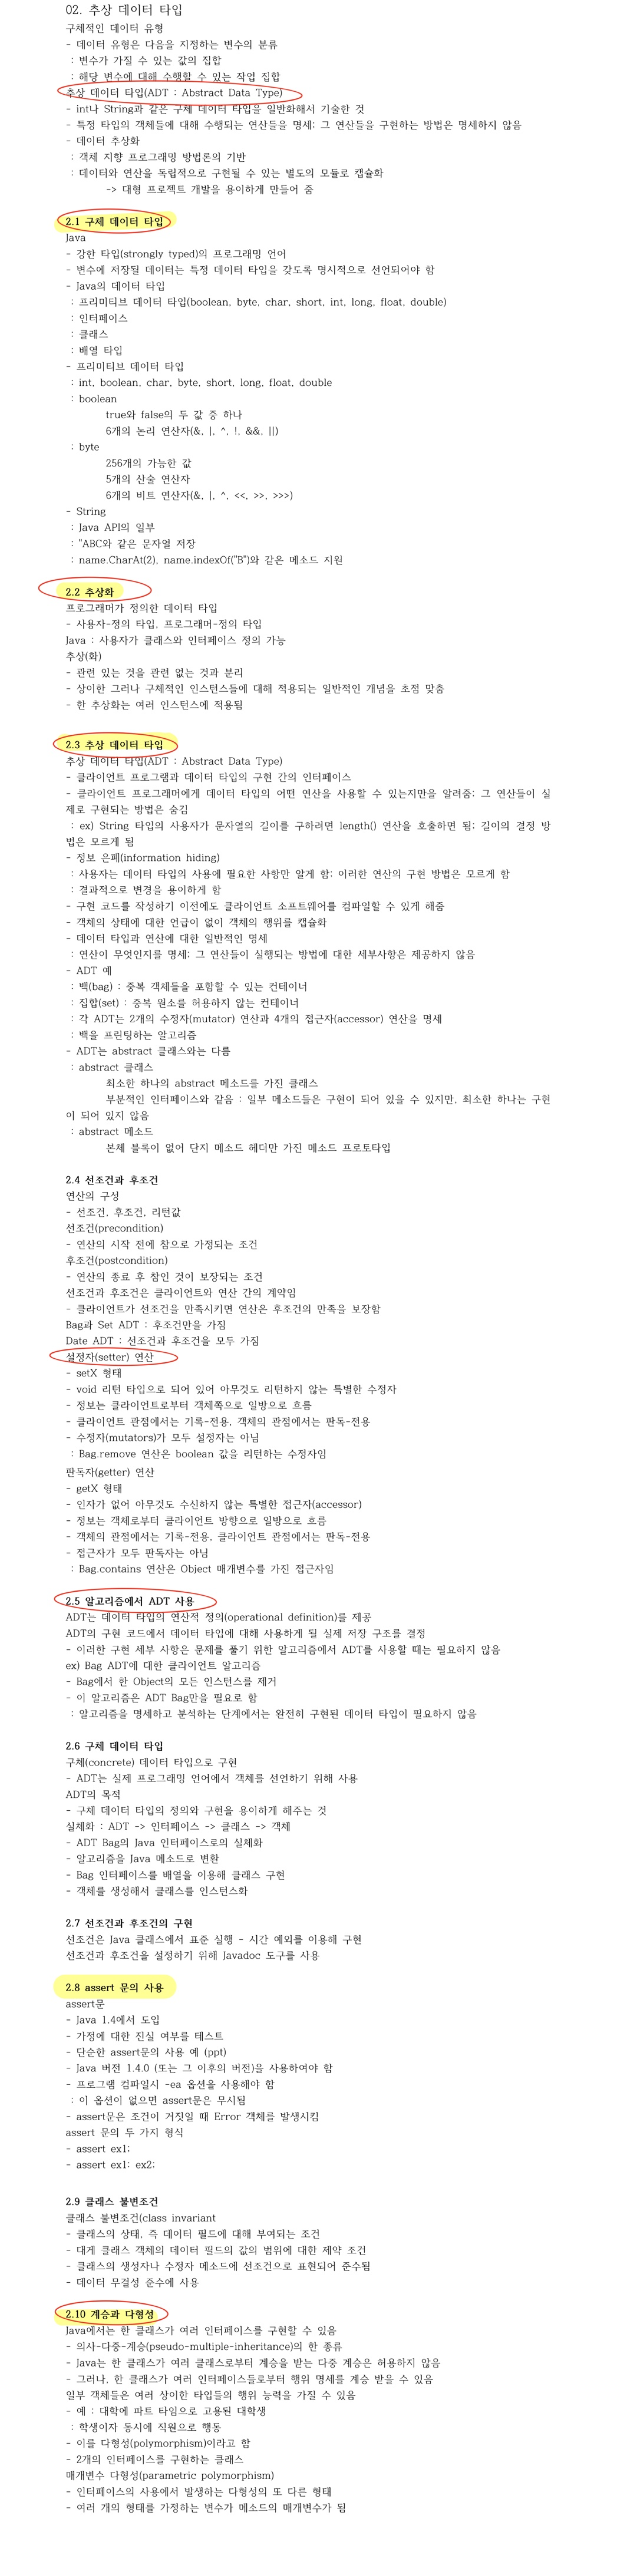 02. 추상 데이터 타입
구체적인 데이터 유형
- 데이터 유형은 다음을 지정하는 변수의 분류
: 변수가 가질 수 있는 값의 집합
: 해당 변수에 대해 수행할 수 있는 작업 집합
추상 데이터 타입(ADT : Abstract Data Type)
- int나 String과 같은 구체 데이터 타입을 일반화해서 기술한 것
- 특정 타입의 객체들에 대해 수행되는 연산들을 명세; 그 연산들을 구현하는 방법은 명세하지 않음
- 데이터 추상화
: 객체 지향 프로그래밍 방법론의 기반
: 데이터와 연산을 독립적으로 구현될 수 있는 별도의 모듈로 캡슐화
-> 대형 프로젝트 개발을 용이하게 만들어 줌
2.1 구체 데이터 타입
Java
- 강한 타입(strongly typed)의 프로그래밍 언어
- 변수에 저장될 데이터는 특정 데이터 타입을 갖도록 명시적으로 선언되어야 함
- Java의 데이터 타입
: 프리미티브 데이터 타입(boolean, byte, char, short, int, long, float, double)
: 인터페이스
: 클래스
: 배열 타입
- 프리미티브 데이터 타입
: int, boolean, char, byte, short, long, float, double
: boolean
true와 false의 두 값 중 하나
6개의 논리 연산자(&, |, ^, !, &&, ||)
: byte
256개의 가능한 값
5개의 산술 연산자
6개의 비트 연산자(&, |, ^, <<, >>, >>>)
- String
: Java API의 일부
: "ABC와 같은 문자열 저장
: name.CharAt(2), name.indexOf("B")와 같은 메소드 지원
2.2 추상화
프로그래머가 정의한 데이터 타입
- 사용자-정의 타입, 프로그래머-정의 타입
Java : 사용자가 클래스와 인터페이스 정의 가능
추상(화)
- 관련 있는 것을 관련 없는 것과 분리
- 상이한 그러나 구체적인 인스턴스들에 대해 적용되는 일반적인 개념을 초점 맞춤
- 한 추상화는 여러 인스턴스에 적용됨
2.3 추상 데이터 타입
추상 데이터 타입(ADT : Abstract Data Type)
- 클라이언트 프로그램과 데이터 타입의 구현 간의 인터페이스
- 클라이언트 프로그래머에게 데이터 타입의 어떤 연산을 사용할 수 있는지만을 알려줌; 그 연산들이 실
제로 구현되는 방법은 숨김
: ex) String 타입의 사용자가 문자열의 길이를 구하려면 length() 연산을 호출하면 됨; 길이의 결정 방
법은 모르게 됨
- 정보 은폐(information hiding)
: 사용자는 데이터 타입의 사용에 필요한 사항만 알게 함; 이러한 연산의 구현 방법은 모르게 함
: 결과적으로 변경을 용이하게 함
- 구현 코드를 작성하기 이전에도 클라이언트 소프트웨어를 컴파일할 수 있게 해줌
- 객체의 상태에 대한 언급이 없이 객체의 행위를 캡슐화
- 데이터 타입과 연산에 대한 일반적인 명세
: 연산이 무엇인지를 명세; 그 연산들이 실행되는 방법에 대한 세부사항은 제공하지 않음
- ADT 예
: 백(bag) : 중복 객체들을 포함할 수 있는 컨테이너
: 집합(set) : 중복 원소를 허용하지 않는 컨테이너
: 각 ADT는 2개의 수정자(mutator) 연산과 4개의 접근자(accessor) 연산을 명세
: 백을 프린팅하는 알고리즘
- ADT는 abstract 클래스와는 다름
: abstract 클래스
최소한 하나의 abstract 메소드를 가진 클래스
부분적인 인터페이스와 같음 : 일부 메소드들은 구현이 되어 있을 수 있지만, 최소한 하나는 구현
이 되어 있지 않음
: abstract 메소드
본체 블록이 없어 단지 메소드 헤더만 가진 메소드 프로토타입
2.4 선조건과 후조건
연산의 구성
- 선조건, 후조건, 리턴값
선조건(precondition)
- 연산의 시작 전에 참으로 가정되는 조건
후조건(postcondition)
- 연산의 종료 후 참인 것이 보장되는 조건
선조건과 후조건은 클라이언트와 연산 간의 계약임
- 클라이언트가 선조건을 만족시키면 연산은 후조건의 만족을 보장함
Bag과 Set ADT : 후조건만을 가짐
Date ADT : 선조건과 후조건을 모두 가짐
설정자(setter) 연산
- setX 형태
- void 리턴 타입으로 되어 있어 아무것도 리턴하지 않는 특별한 수정자
- 정보는 클라이언트로부터 객체쪽으로 일방으로 흐름
- 클라이언트 관점에서는 기록-전용, 객체의 관점에서는 판독-전용
- 수정자(mutators)가 모두 설정자는 아님
: Bag.remove 연산은 boolean 값을 리턴하는 수정자임
판독자(getter) 연산
- getX 형태
- 인자가 없어 아무것도 수신하지 않는 특별한 접근자(accessor)
- 정보는 객체로부터 클라이언트 방향으로 일방으로 흐름
- 객체의 관점에서는 기록-전용, 클라이언트 관점에서는 판독-전용
- 접근자가 모두 판독자는 아님
: Bag.contains 연산은 Object 매개변수를 가진 접근자임
2.5 알고리즘에서 ADT 사용
ADT는 데이터 타입의 연산적 정의(operational definition)를 제공
ADT의 구현 코드에서 데이터 타입에 대해 사용하게 될 실제 저장 구조를 결정
- 이러한 구현 세부 사항은 문제를 풀기 위한 알고리즘에서 ADT를 사용할 때는 필요하지 않음
ex) Bag ADT에 대한 클라이언트 알고리즘
- Bag에서 한 Object의 모든 인스턴스를 제거
- 이 알고리즘은 ADT Bag만을 필요로 함
: 알고리즘을 명세하고 분석하는 단계에서는 완전히 구현된 데이터 타입이 필요하지 않음
2.6 구체 데이터 타입
구체(concrete) 데이터 타입으로 구현
- ADT는 실제 프로그래밍 언어에서 객체를 선언하기 위해 사용
ADT의 목적
- 구체 데이터 타입의 정의와 구현을 용이하게 해주는 것
실체화 : ADT -> 인터페이스 -> 클래스 -> 객체
- ADT Bag의 Java 인터페이스로의 실체화
- 알고리즘을 Java 메소드로 변환
- Bag 인터페이스를 배열을 이용해 클래스 구현
- 객체를 생성해서 클래스를 인스턴스화
2.7 선조건과 후조건의 구현
선조건은 Java 클래스에서 표준 실행 - 시간 예외를 이용해 구현
선조건과 후조건을 설정하기 위해 Javadoc 도구를 사용
2.8 assert 문의 사용
assert문
- Java 1.4에서 도입
- 가정에 대한 진실 여부를 테스트
- 단순한 assert문의 사용 예 (ppt)
- Java 버전 1.4.0 (또는 그 이후의 버전)을 사용하여야 함
- 프로그램 컴파일시 -ea 옵션을 사용해야 함
: 이 옵션이 없으면 assert문은 무시됨
- assert문은 조건이 거짓일 때 Error 객체를 발생시킴
assert 문의 두 가지 형식
- assert ex1;
- assert ex1: ex2;
2.9 클래스 불변조건
클래스 불변조건(class invariant
- 클래스의 상태, 즉 데이터 필드에 대해 부여되는 조건
- 대게 클래스 객체의 데이터 필드의 값의 범위에 대한 제약 조건
- 클래스의 생성자나 수정자 메소드에 선조건으로 표현되어 준수됨
- 데이터 무결성 준수에 사용
2.10 계승과 다형성
Java에서는 한 클래스가 여러 인터페이스를 구현할 수 있음
- 의사-다중-계승(pseudo-multiple-inheritance)의 한 종류
- Java는 한 클래스가 여러 클래스로부터 계승을 받는 다중 계승은 허용하지 않음
- 그러나, 한 클래스가 여러 인터페이스들로부터 행위 명세를 계승 받을 수 있음
일부 객체들은 여러 상이한 타입들의 행위 능력을 가질 수 있음
- 예 : 대학에 파트 타임으로 고용된 대학생
: 학생이자 동시에 직원으로 행동
- 이를 다형성(polymorphism)이라고 함
- 2개의 인터페이스를 구현하는 클래스
매개변수 다형성(parametric polymorphism)
- 인터페이스의 사용에서 발생하는 다형성의 또 다른 형태
- 여러 개의 형태를 가정하는 변수가 메소드의 매개변수가 됨